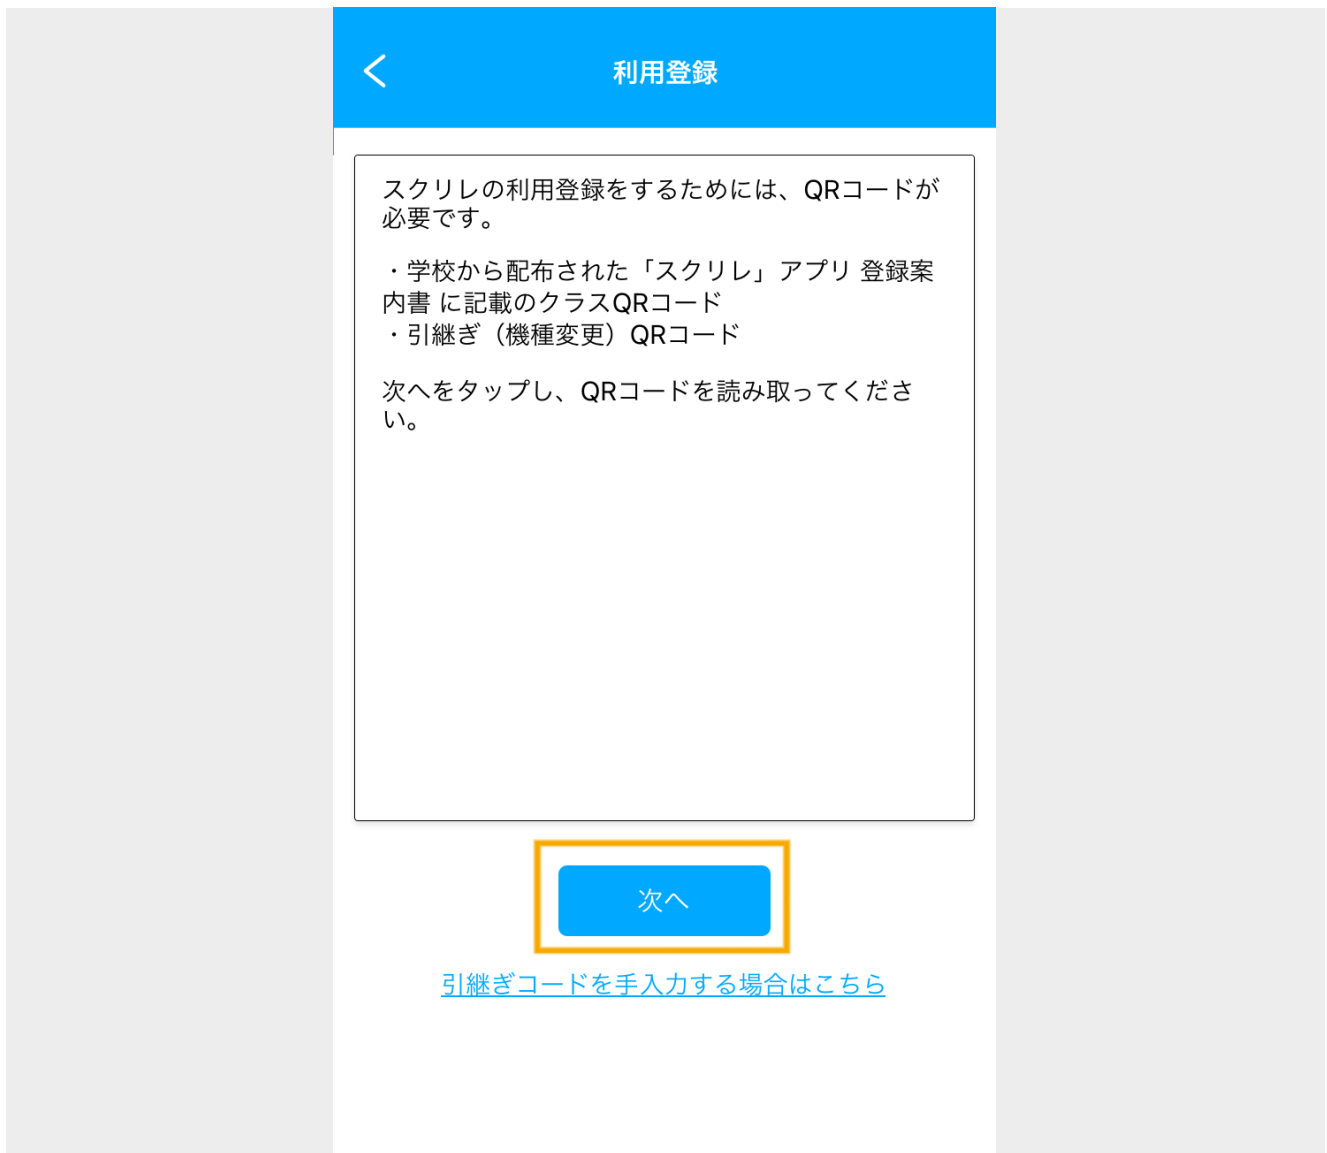 利用登録
スクリレの利用登録をするためには、QRコードが
必要です。
・学校から配布された「スクリレ」アプリ 登録案
内書 に記載のクラスQRコード
・引継ぎ（機種変更）QRコード
次へをタップし、QRコードを読み取ってくださ
い。
次へ
引継ぎコードを手入力する場合はこちら